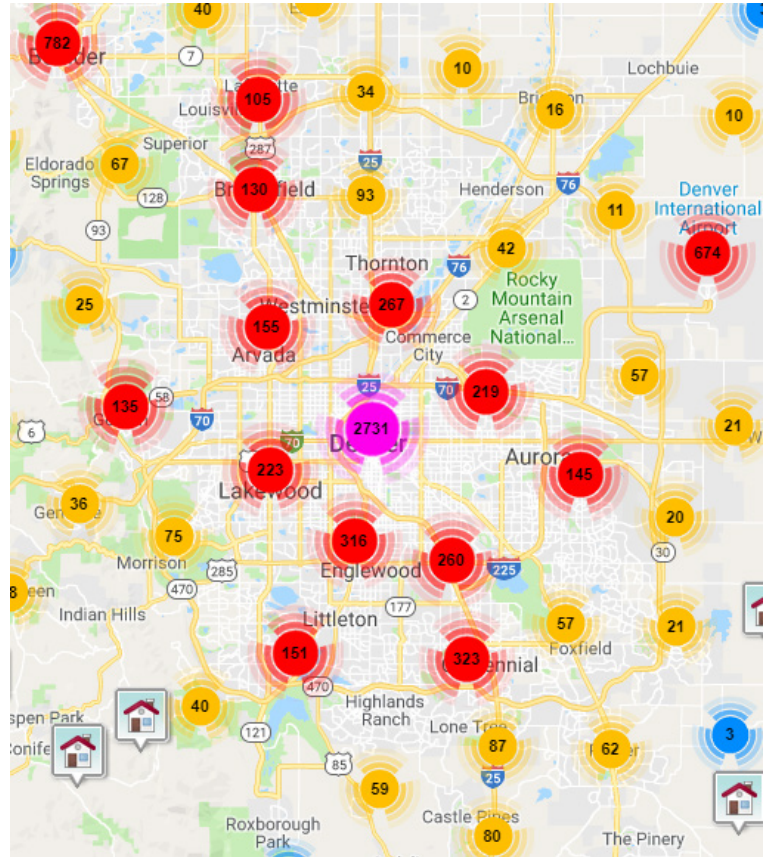 40
782
7
10
Lochbuie
105
34
16
10
Superior
287
67
25
Eldorado
Springs
128
130
93
76
Henderson
11
Denver
International
Airport
93
42
674
Thornton
76
Rocky
Mountain
Arsenal
National...
25
267
2
155
Westminster
Arvada
Commerce
City
57
25
70
219
135
58
70
21
6
2731
70
223
Lakewood
Aurora
145
36
75
20
316
260
Morrison
285
Englewood
225
30
470
177
Indian Hills
Littleton
57
21
Foxfield
151
323
470
Highlands
Ranch
40
121
Lone Tree
87
62
3
85
25
59
Castle Pines
80
Roxborough
Park
The Pinery